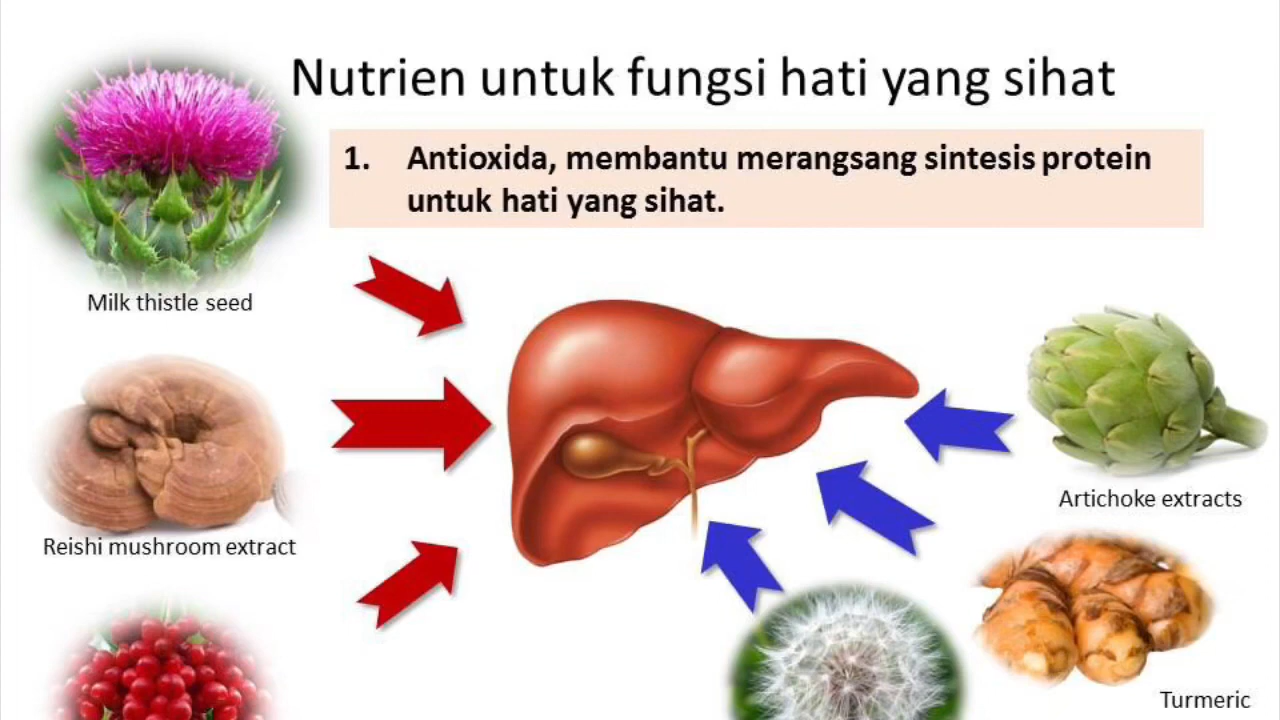 Nutrien untuk fungsi hati yang sihat
1. Antioxida, membantu merangsang sintesis protein
untuk hati yang sihat.
Milk thistle seed
Reishi mushroom extract
Artichoke extracts
Turmeric